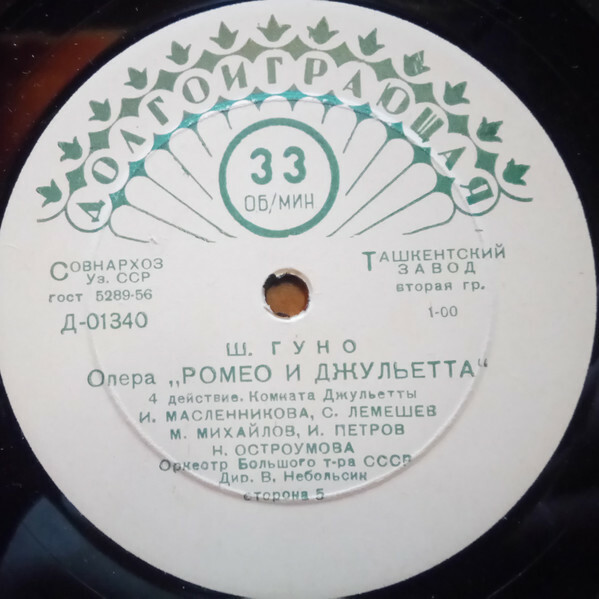 ДОЛГОИГРАЮЩАЯ
33
ОБ/МИН
СОВНАРХОЗ
Уз. ССР
гост 5289-56
Д-01340
ТАШКЕНТСКИЙ
ЗАВОД
вторая гр.
1-00
Ш. ГУНО
Опера „РОМЕО И ДЖУЛЬЕТТА"
4 действие. Комната Джульетты
И. МАСЛЕННИКОВА, С. ЛЕМЕШЕВ
М. МИХАЙЛОВ, И. ПЕТРОВ
Н. ОСТРОУМОВА
Оркестр Большого т-ра СССР
Дир. В. Небольсин
сторона 5